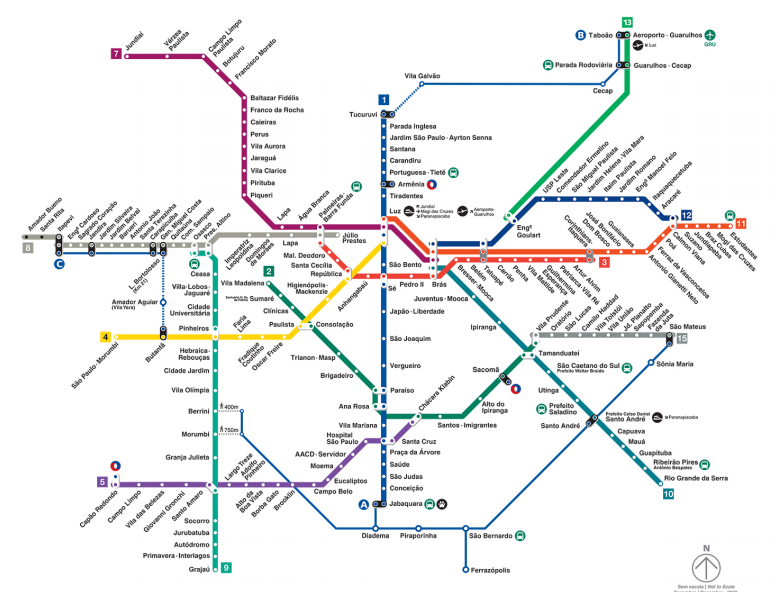 13
Taboão
Aeroporto - Guarulhos
GRU
Luz
B
Parada Rodoviária
Guarulhos - Cecap
Cecap
Vila Galvão
7
Jundiaí
Várzea
Paulista
Campo Limpo
Paulista
Botujuru
Francisco Morato
Baltazar Fidélis
Franco da Rocha
Caieiras
Perus
Vila Aurora
Jaraguá
Vila Clarice
Pirituba
Piqueri
Lapa
Água Branca
Palmeiras-
Barra Funda
1
Tucuruvi
Parada Inglesa
Jardim São Paulo - Ayrton Senna
Santana
Carandiru
Portuguesa - Tietê
Armênia
Tiradentes
Luz
Jundiaí
Mogi das Cruzes
Aeroporto-
Guarulhos
USP Leste
Comendador Ermelino
São Miguel Paulista
Jardim Helena - Vila Mara
Itaim Paulista
Jardim Romano
Engº Manoel Feio
Itaquaquecetuba
Aracaré
12
11
Engº
Goulart
Estudantes
Mogi das Cruzes
Braz Cubas
Jundiapeba
Suzano
Calmon Viana
Poá
Ferraz de Vasconcelos
Antonio Gianetti Neto
Guaianases
José Bonifácio
Dom Bosco
Corinthians-
Itaquera
3
Artur Alvim
Patriarca - Vila Ré
Guilhermina
Esperança
Vila Matilde
Penha
Carrão
Tatuapé
Belém
Bresser - Mooca
Brás
Pedro II
São Bento
Sé
Anhangabaú
República
Santa Cecília
Mal. Deodoro
Júlio
Prestes
Lapa
Domingos
de Moraes
Imperatriz
Leopoldina
Pres. Altino
Ceasa
Villa-Lobos-
Jaguaré
Cidade
Universitária
Pinheiros
Hebraica-
Rebouças
Cidade Jardim
Vila Olímpia
Berrini
400m
Morumbi
750m
Granja Julieta
Amador Bueno
Santa Rita
Itapevi
Engº Cardoso
Sagrado Coração
Jandira
Jardim Silveira
Jardim Belval
Barueri
Antonio João
Santa Terezinha
Carapicuíba
Gal. Miguel Costa
Quitaúna
Com. Sampaio
Osasco
8
C
Bortolosso
(Km 21)
Amador Aguiar
(Vila Yara)
Butantã
4
São Paulo - Morumbi
Faria
Lima
Fradique
Coutinho
Oscar Freire
Paulista
Higienópolis-
Mackenzie
2
Vila Madalena
Sumaré
Clínicas
Consolação
Trianon - Masp
Brigadeiro
Paraíso
Ana Rosa
Vila Mariana
Japão - Liberdade
São Joaquim
Vergueiro
Chácara Klabin
Santos - Imigrantes
Alto do
Ipiranga
Sacomã
Tamanduateí
Vila Prudente
Oratório
São Lucas
Camilo Haddad
Vila Tolstói
Vila União
Jd. Planalto
Sapopemba
Fazenda
da Juta
São Mateus
15
Sônia Maria
Juventus - Mooca
Ipiranga
São Caetano do Sul
Prefeito Walter Braido
Utinga
Prefeito
Saladino
Prefeito Celso Daniel
Santo André
Paranapiacaba
Santo André
Capuava
Mauá
Guapituba
Ribeirão Pires
Antônio Bespalec
Rio Grande da Serra
10
Hospital
São Paulo
Santa Cruz
Praça da Árvore
Saúde
São Judas
Conceição
Jabaquara
A
AACD - Servidor
Moema
Eucaliptos
Campo Belo
Brooklin
Borba Gato
Alto da
Boa Vista
Adolfo
Pinheiro
Largo Treze
Santo Amaro
Giovanni Gronchi
Vila das Belezas
Campo Limpo
Capão Redondo
5
Socorro
Jurubatuba
Autódromo
Primavera - Interlagos
Grajaú
9
Diadema
Piraporinha
São Bernardo
Ferrazópolis
N
Sem escala | Not to Scale